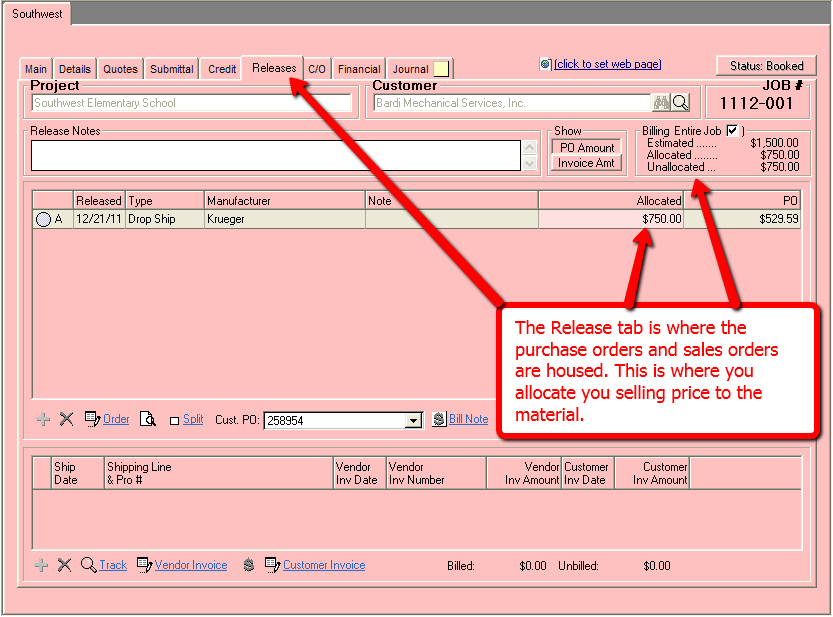 Southwest
Main Details Quotes Submittal Credit Releases C/O Financial Journal
[click to set web page]
Status: Booked
Project
Southwest Elementary School
Customer
Bardi Mechanical Services, Inc.
JOB #
1112-001
Release Notes
Show
PO Amount
Invoice Amt
Billing Entire Job )
Estimated ....... $1,500.00
Allocated ........ $750.00
Unallocated ... $750.00
Released Type Manufacturer Note Allocated PO
A 12/21/11 Drop Ship Krueger $750.00 $529.59
The Release tab is where the
purchase orders and sales orders
are housed. This is where you
allocate you selling price to the
material.
Order Split Cust. PO: 258954 Bill Note
Ship Shipping Line Vendor Vendor Vendor Customer Customer
Date & Pro # Inv Date Inv Number Inv Amount Inv Date Inv Amount
Track Vendor Invoice Customer Invoice Billed: $0.00 Unbilled: $0.00